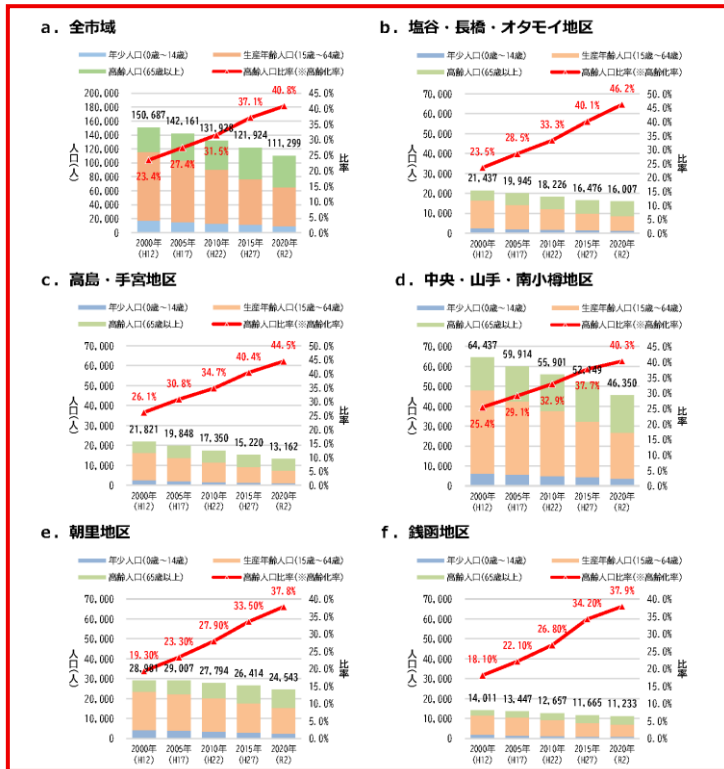 a．全市域
年少人口(0歳～14歳) 生産年齢人口(15歳～64歳)
高齢人口(65歳以上) 高齢人口比率(※高齢化率)
人口(人)
200,000
180,000
160,000
140,000
120,000
100,000
80,000
60,000
40,000
20,000
0
150,687 142,161 131,928 121,924 111,299
23.4% 27.4% 31.5% 37.1% 40.8%
50.0%
45.0%
40.0%
35.0%
30.0%
25.0%
20.0%
15.0%
10.0%
5.0%
0.0%
比率
2000年 2005年 2010年 2015年 2020年
(H12) (H17) (H22) (H27) (R2)
b．塩谷・長橋・オタモイ地区
年少人口(0歳～14歳) 生産年齢人口(15歳～64歳)
高齢人口(65歳以上) 高齢人口比率(※高齢化率)
人口(人)
70,000
60,000
50,000
40,000
30,000
20,000
10,000
0
23.5% 28.5% 33.3% 40.1% 46.2%
21,437 19,945 18,226 16,476 16,007
50.0%
45.0%
40.0%
35.0%
30.0%
25.0%
20.0%
15.0%
10.0%
5.0%
0.0%
比率
2000年 2005年 2010年 2015年 2020年
(H12) (H17) (H22) (H27) (R2)
c．高島・手宮地区
年少人口(0歳～14歳) 生産年齢人口(15歳～64歳)
高齢人口(65歳以上) 高齢人口比率(※高齢化率)
人口(人)
70,000
60,000
50,000
40,000
30,000
20,000
10,000
0
26.1% 30.8% 34.7% 40.4% 44.5%
21,821 19,848 17,350 15,220 13,162
50.0%
45.0%
40.0%
35.0%
30.0%
25.0%
20.0%
15.0%
10.0%
5.0%
0.0%
比率
2000年 2005年 2010年 2015年 2020年
(H12) (H17) (H22) (H27) (R2)
d．中央・山手・南小樽地区
年少人口(0歳～14歳) 生産年齢人口(15歳～64歳)
高齢人口(65歳以上) 高齢人口比率(※高齢化率)
人口(人)
70,000
60,000
50,000
40,000
30,000
20,000
10,000
0
64,437 59,914 55,901 46,350
25.4% 29.1% 32.9% 37.7% 40.3%
45.0%
40.0%
35.0%
30.0%
25.0%
20.0%
15.0%
10.0%
5.0%
0.0%
比率
2000年 2005年 2010年 2015年 2020年
(H12) (H17) (H22) (H27) (R2)
e．朝里地区
年少人口(0歳～14歳) 生産年齢人口(15歳～64歳)
高齢人口(65歳以上) 高齢人口比率(※高齢化率)
人口(人)
70,000
60,000
50,000
40,000
30,000
20,000
10,000
0
19.30% 23.30% 27.90% 33.50% 37.8%
28,981 29,007 27,794 26,414 24,543
40.0%
35.0%
30.0%
25.0%
20.0%
15.0%
10.0%
5.0%
0.0%
比率
2000年 2005年 2010年 2015年 2020年
(H12) (H17) (H22) (H27) (R2)
f．銭函地区
年少人口(0歳～14歳) 生産年齢人口(15歳～64歳)
高齢人口(65歳以上) 高齢人口比率(※高齢化率)
人口(人)
70,000
60,000
50,000
40,000
30,000
20,000
10,000
0
18.10% 22.10% 26.80% 34.20% 37.9%
14,011 13,447 12,657 11,665 11,233
40.0%
35.0%
30.0%
25.0%
20.0%
15.0%
10.0%
5.0%
0.0%
比率
2000年 2005年 2010年 2015年 2020年
(H12) (H17) (H22) (H27) (R2)